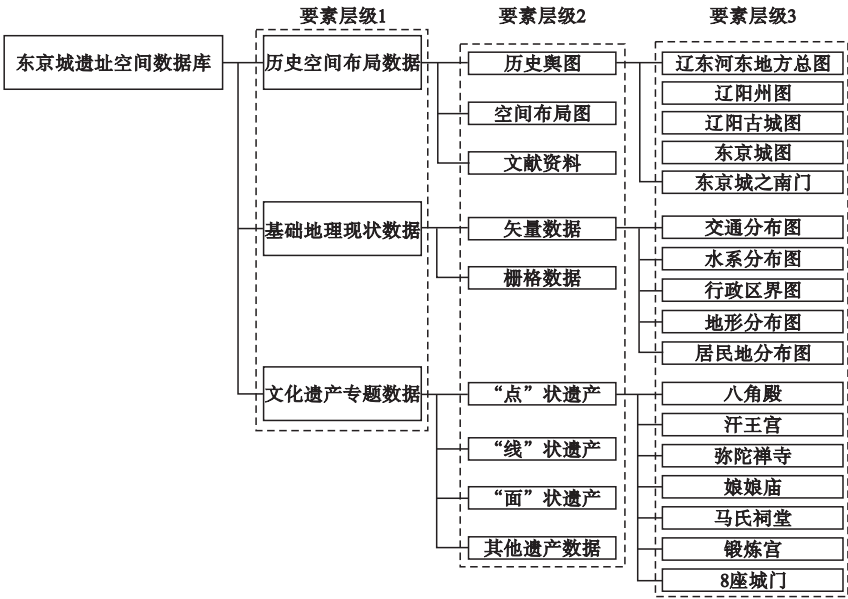 要素层级1
要素层级2
要素层级3
东京城遗址空间数据库
历史空间布局数据
历史舆图
辽东河东地方总图
辽阳州图
辽阳古城图
东京城图
东京城之南门
空间布局图
文献资料
基础地理现状数据
矢量数据
交通分布图
水系分布图
行政区界图
地形分布图
居民地分布图
栅格数据
文化遗产专题数据
“点”状遗产
八角殿
汗王宫
弥陀禅寺
娘娘庙
马氏祠堂
锻炼宫
8座城门
“线”状遗产
“面”状遗产
其他遗产数据